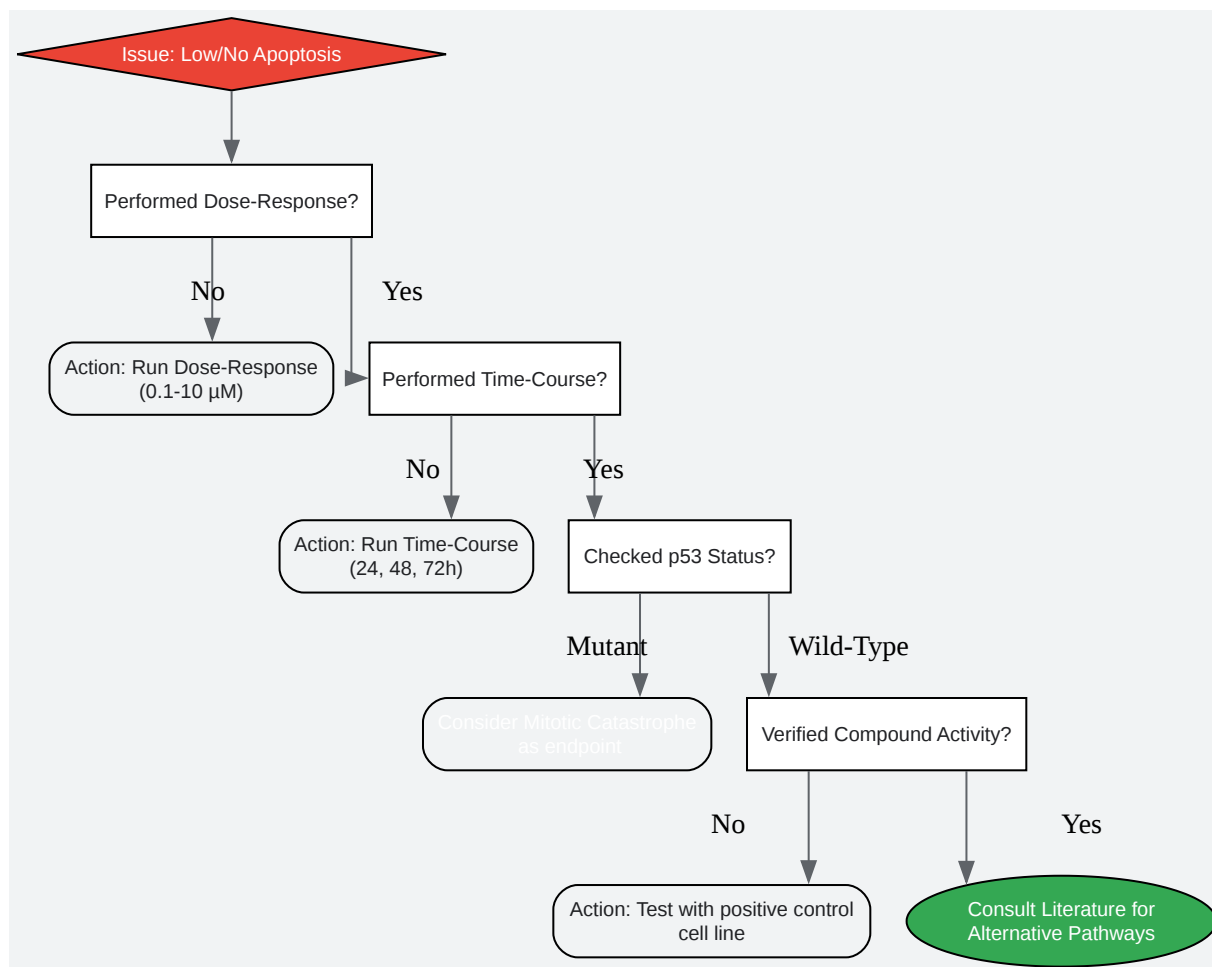 Issue: Low/No Apoptosis
Performed Dose-Response?
No
Yes
Action: Run Dose-Response
(0.1-10 µM)
Performed Time-Course?
No
Yes
Action: Run Time-Course
(24, 48, 72h)
Checked p53 Status?
Mutant
Wild-Type
Consider Mitotic Catastrophe
as endpoint
Verified Compound Activity?
No
Yes
Action: Test with positive control
cell line
Consult Literature for
Alternative Pathways